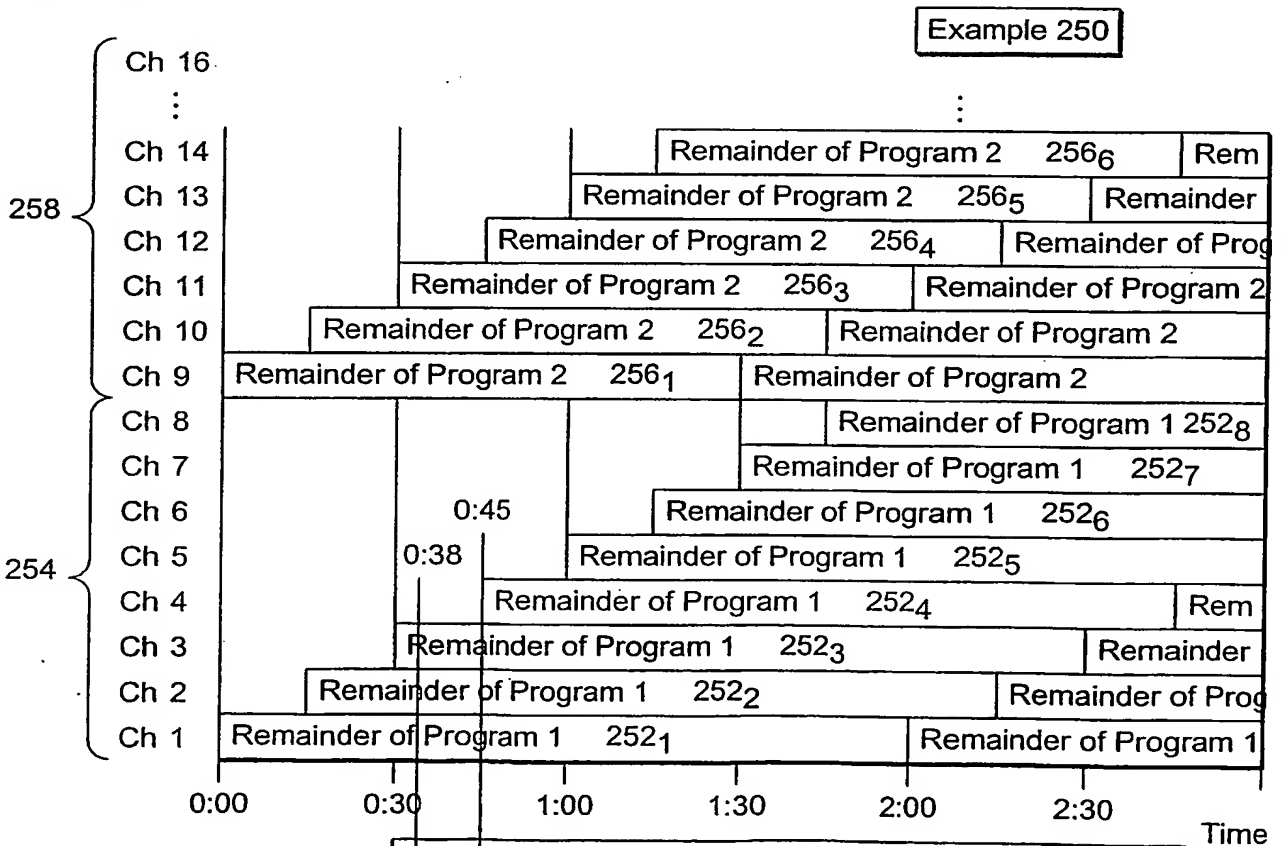 Example 250
Ch 16
⋮
⋮
Ch 14 Remainder of Program 2 256₆ Rem
258 Ch 13 Remainder of Program 2 256₅ Remainder
Ch 12 Remainder of Program 2 256₄ Remainder of Prog
Ch 11 Remainder of Program 2 256₃ Remainder of Program 2
Ch 10 Remainder of Program 2 256₂ Remainder of Program 2
Ch 9 Remainder of Program 2 256₁ Remainder of Program 2
Ch 8 Remainder of Program 1 252₈
Ch 7 Remainder of Program 1 252₇
Ch 6 0:45 Remainder of Program 1 252₆
254 Ch 5 0:38 Remainder of Program 1 252₅
Ch 4 Remainder of Program 1 252₄ Rem
Ch 3 Remainder of Program 1 252₃ Remainder
Ch 2 Remainder of Program 1 252₂ Remainder of Prog
Ch 1 Remainder of Program 1 252₁ Remainder of Program 1
0:00 0:30 1:00 1:30 2:00 2:30
Time